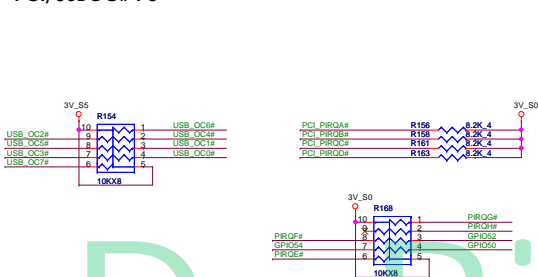 3V_S5
R154
10 1 USB_OC6#
USB_OC2# 9 2 USB_OC4#
USB_OC5# 8 3 USB_OC1#
USB_OC3# 7 4 USB_OC0#
USB_OC7# 6 5
10KX8
3V_S0
PCI_PIRQA# R156 8.2K_4
PCI_PIRQB# R158 8.2K_4
PCI_PIRQC# R161 8.2K_4
PCI_PIRQD# R163 8.2K_4
3V_S0
R168
10 1 PIRQG#
9 2 PIRQH#
PIRQF# 8 3 GPIO52
GPIO54 7 4 GPIO50
PIRQE# 6 5
10KX8